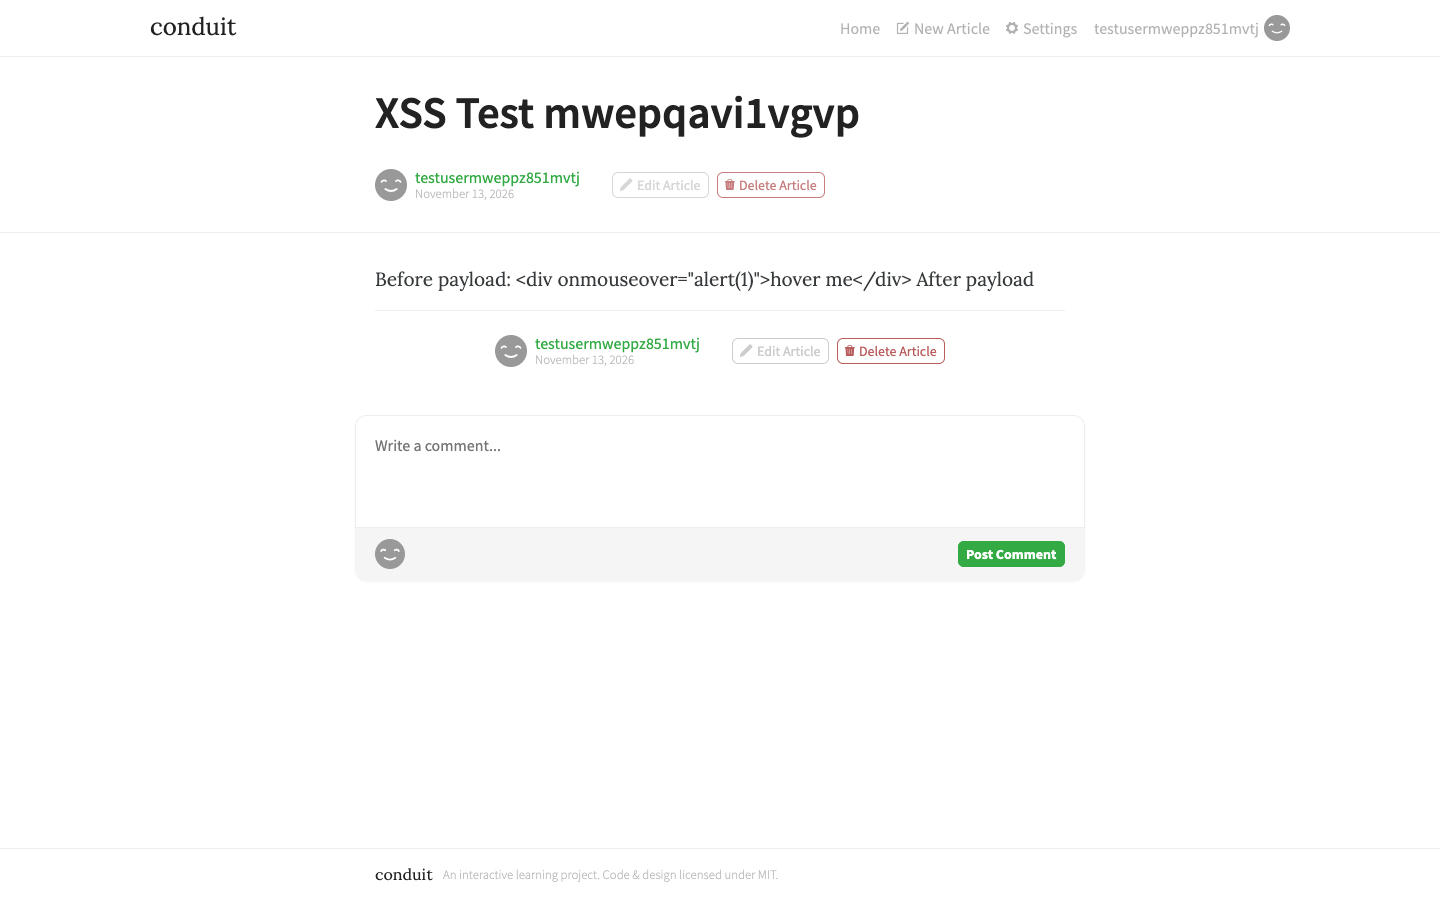 conduit
Home New Article Settings testusermweppz851mvtj
XSS Test mwepqavi1vgvp
testusermweppz851mvtj
November 13, 2026
Edit Article Delete Article
Before payload: <div onmouseover="alert(1)">hover me</div> After payload
testusermweppz851mvtj
November 13, 2026
Edit Article Delete Article
Write a comment...
Post Comment
conduit An interactive learning project. Code & design licensed under MIT.